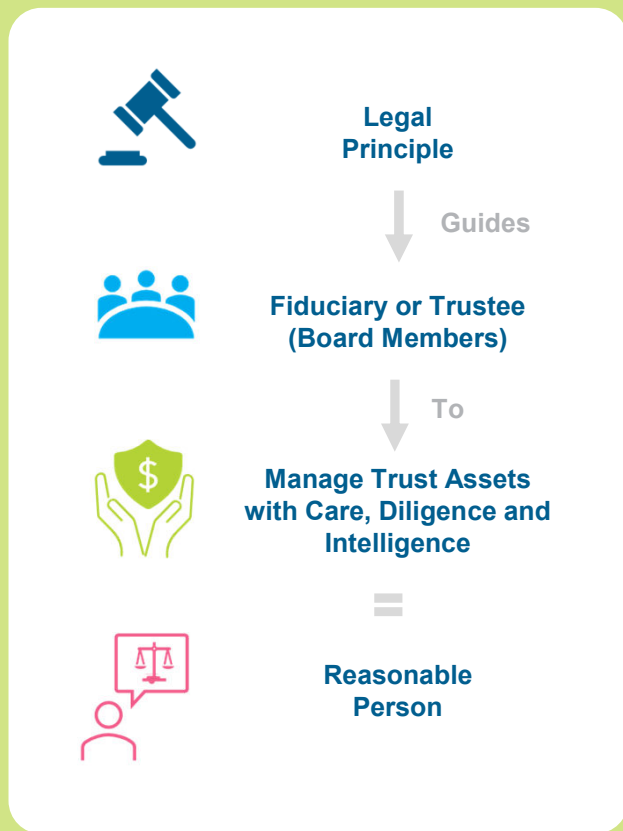 Legal
Principle
Guides
Fiduciary or Trustee
(Board Members)
To
Manage Trust Assets
with Care, Diligence and
Intelligence
=
Reasonable
Person